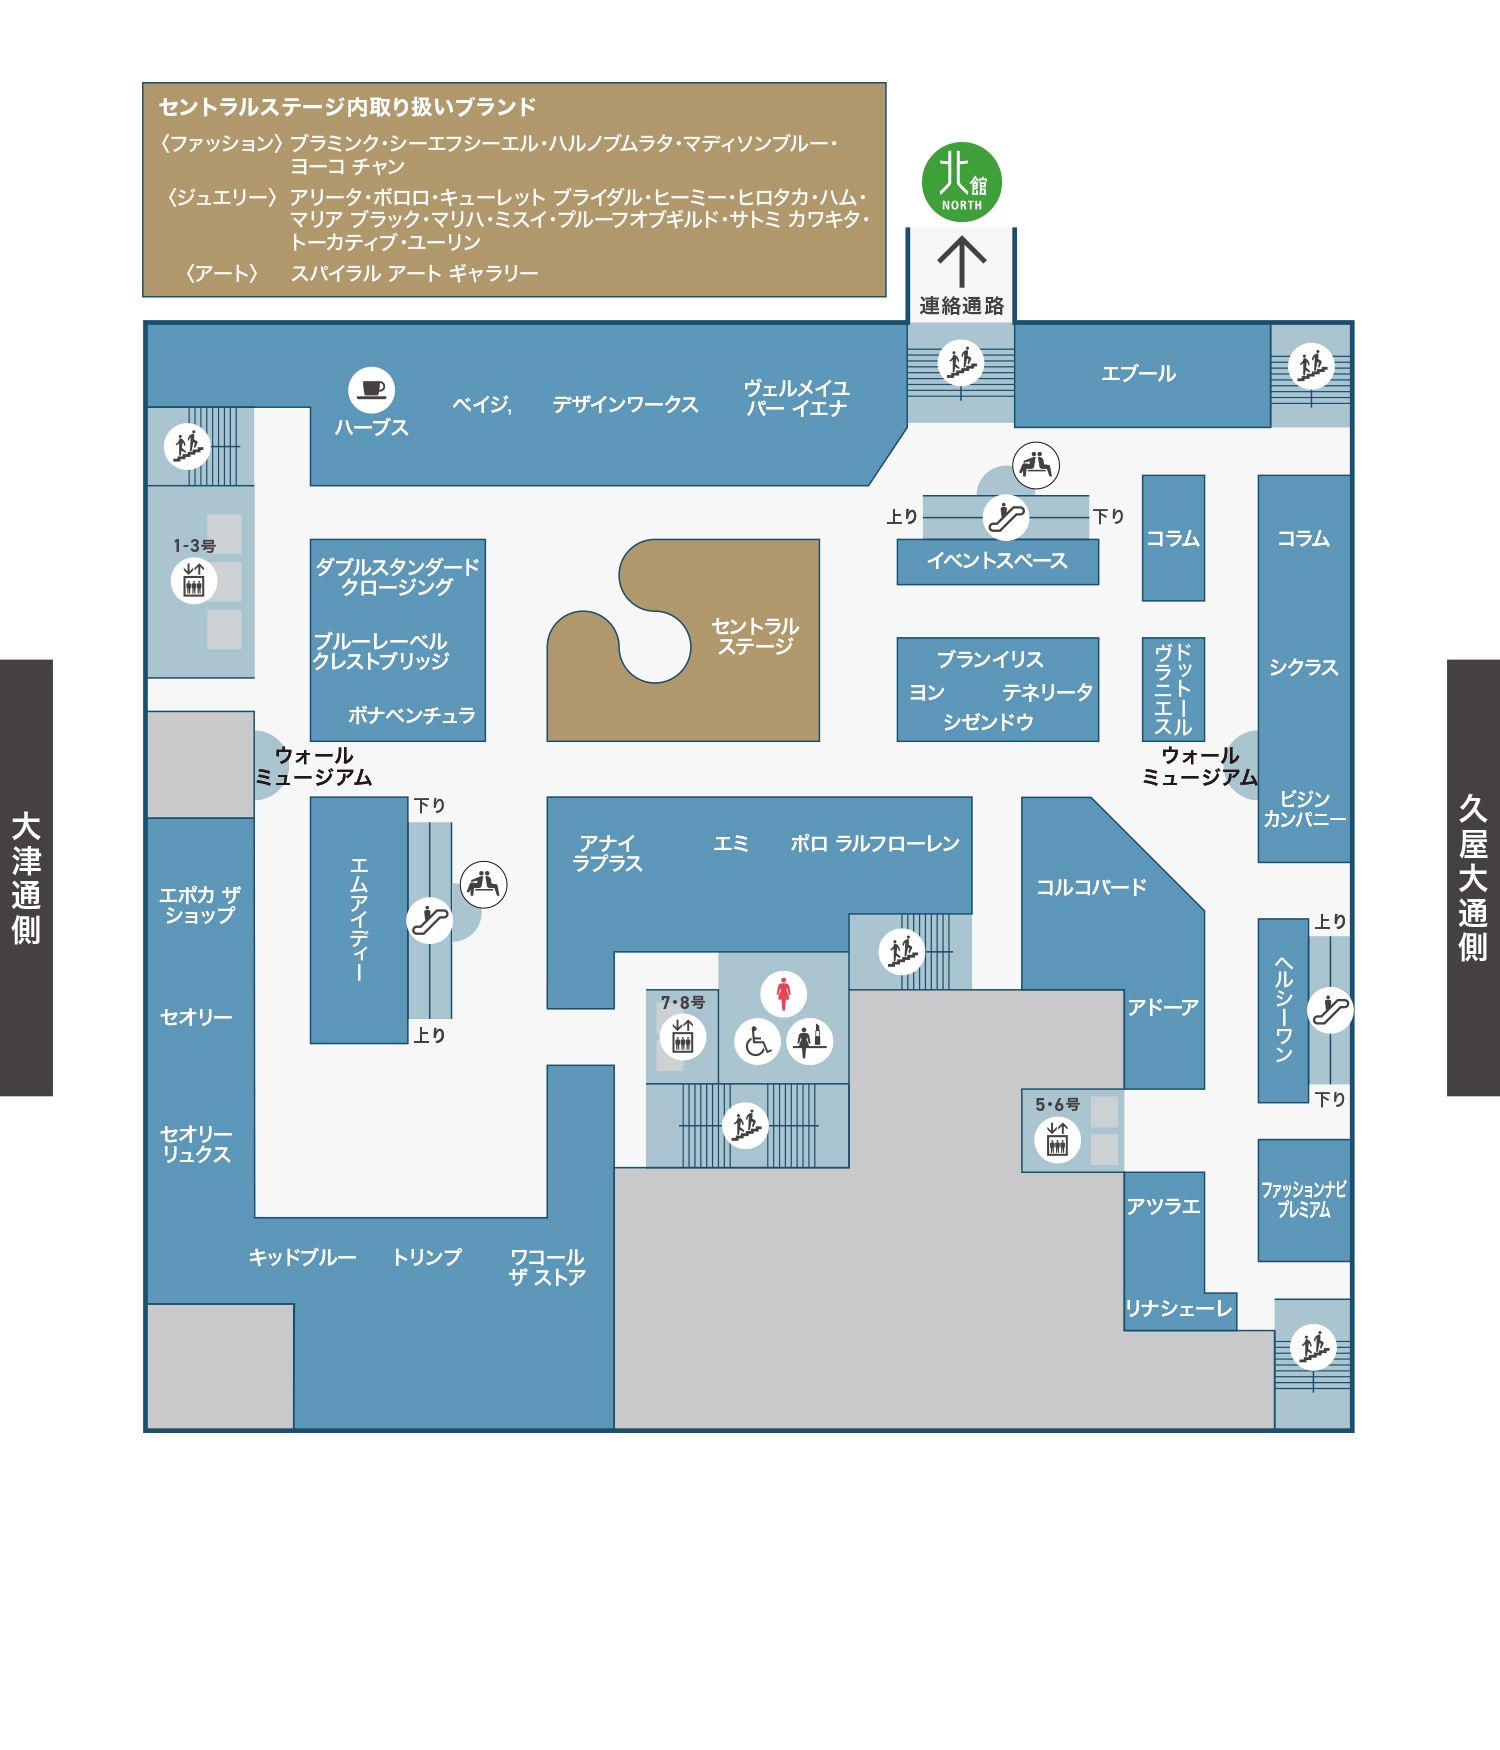 セントラルステージ内取り扱いブランド
〈ファッション〉ブラミンク・シーエフシーエル・ハルノブムラタ・マディソンブルー・
ヨーコ チャン
〈ジュエリー〉アリータ・ボロロ・キューレット ブライダル・ヒーミー・ヒロタカ・ハム・
マリア ブラック・マリハ・ミスイ・プルーフオブギルド・サトミ カワキタ・
トーカティブ・ユーリン
〈アート〉 スパイラル アート ギャラリー
北館
NORTH
連絡通路
ハーブス
ベイジ,
デザインワークス
ヴェルメイユ
パー イエナ
エブール
1-3号
上り
下り
イベントスペース
コラム
コラム
ダブルスタンダード
クロージング
ブルーレーベル
クレストブリッジ
ボナベンチュラ
セントラル
ステージ
ブランイリス
ヨン
テネリータ
シゼンドウ
ドットール
ヴラニエエス
シクラス
ウォール
ミュージアム
ウォール
ミュージアム
ビジン
カンパニー
大津通側
久屋大通側
エムアイディー
下り
上り
アナイ
ラプラス
エミ
ポロ ラルフローレン
コルコバード
エポカ ザ
ショップ
セオリー
セオリー
リュクス
7・8号
アドーア
ヘルシーワン
上り
下り
5・6号
アツラエ
ファッションナビ
プレミアム
リナシェーレ
キッドブルー
トリンプ
ワコール
ザ ストア